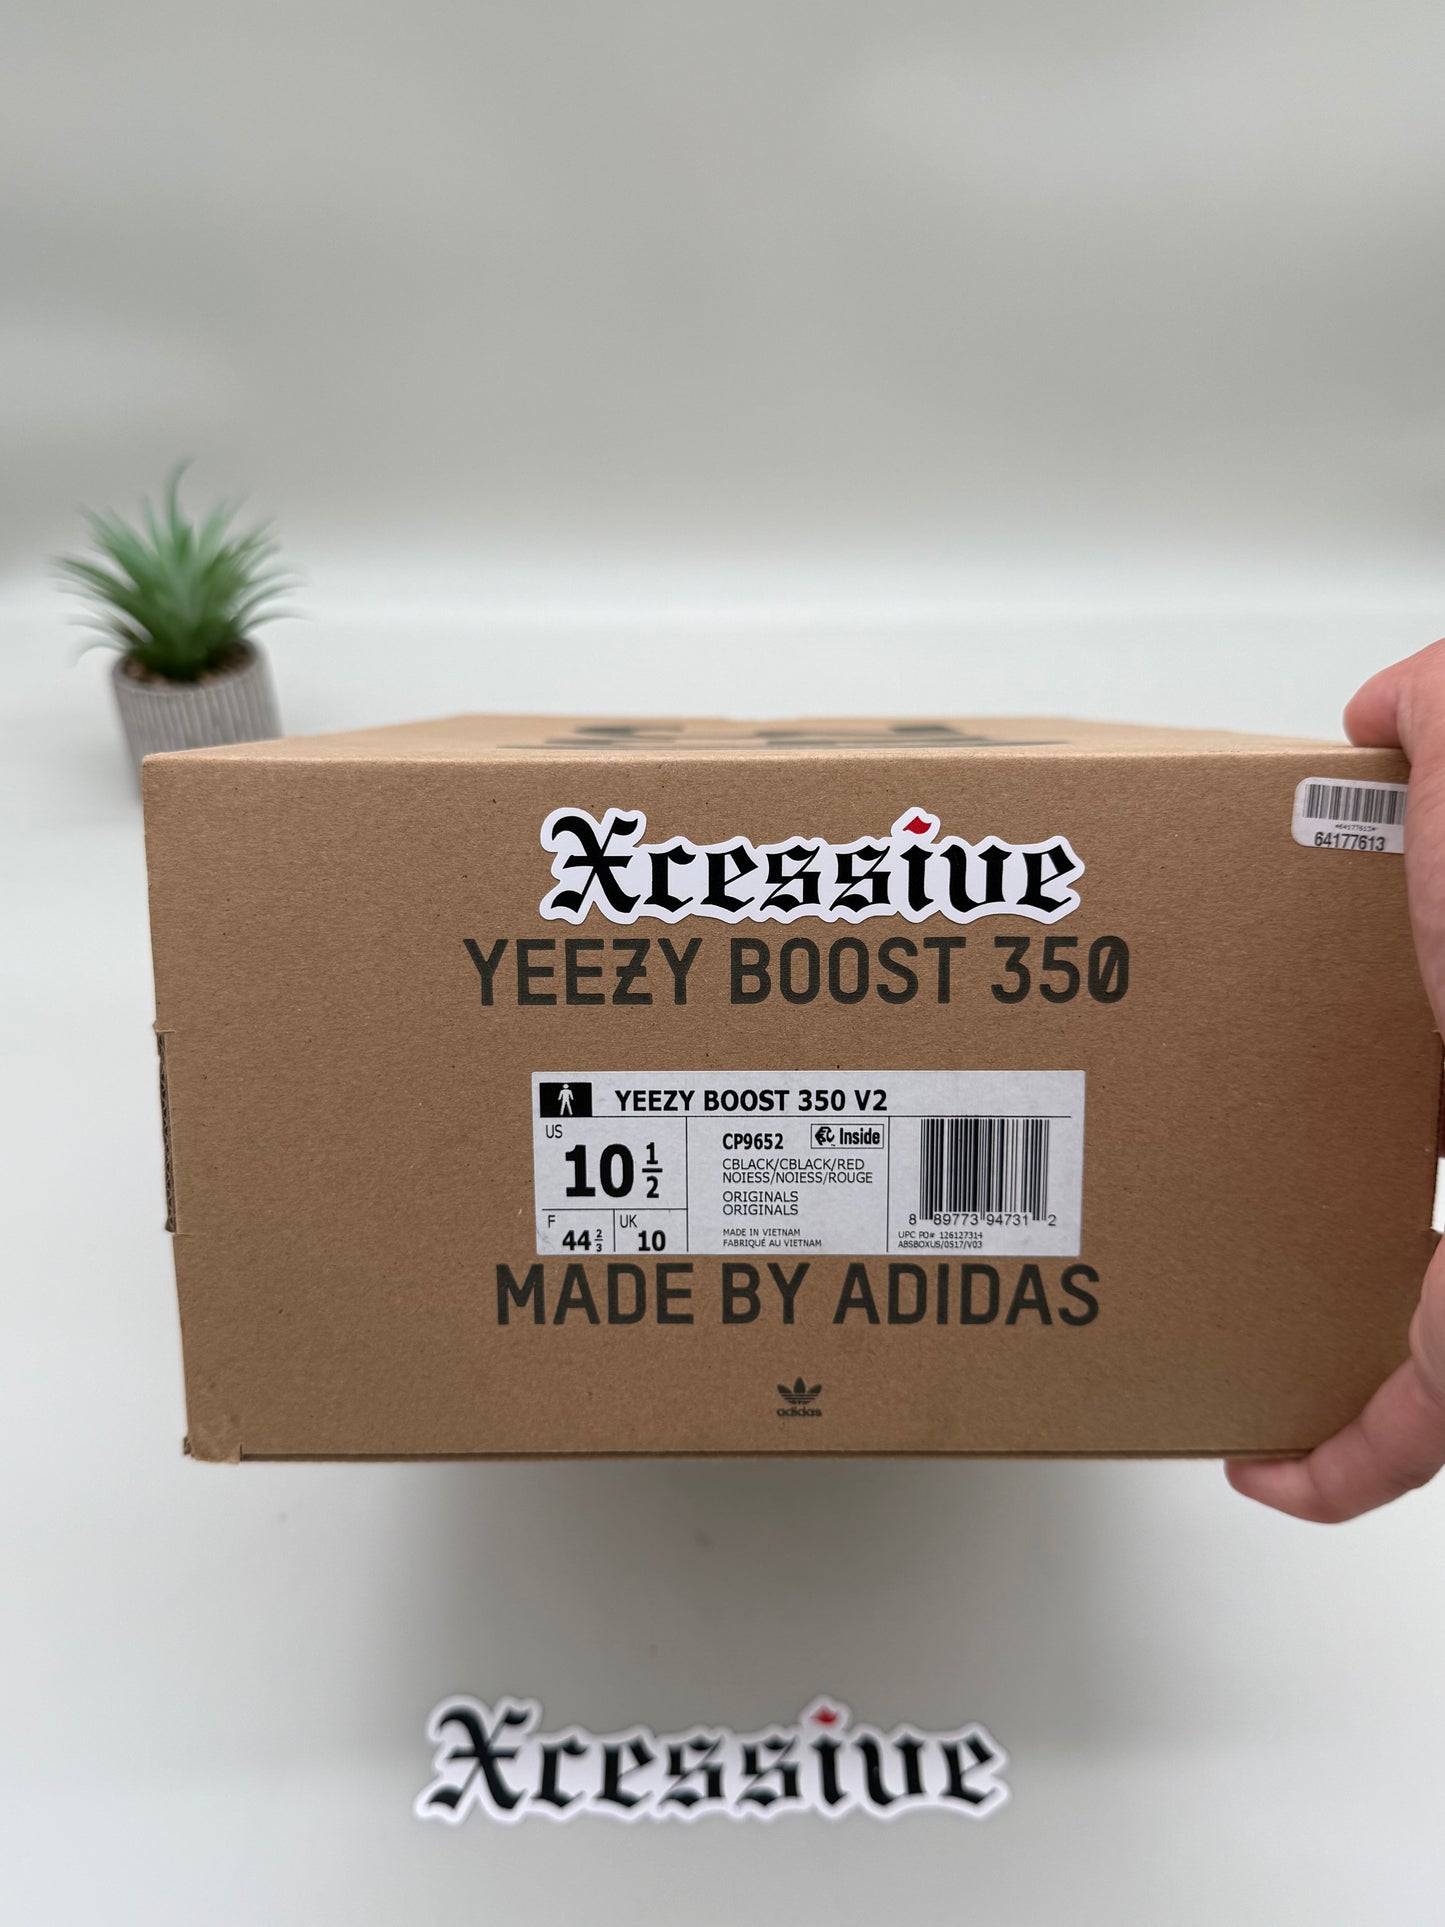 Xcessive
*64177613*
64177613
YEEZY BOOST 350
YEEZY BOOST 350 V2
US
10 1/2
F
44 2/3
UK
10
CP9652
Inside
CBLACK/CBLACK/RED
NOIESS/NOIESS/ROUGE
ORIGINALS
ORIGINALS
MADE IN VIETNAM
FABRIQUÉ AU VIETNAM
8 89773 94731 2
UPC PO# 126127314
ABSBOXUS/0517/V03
MADE BY ADIDAS
adidas
Xcessive